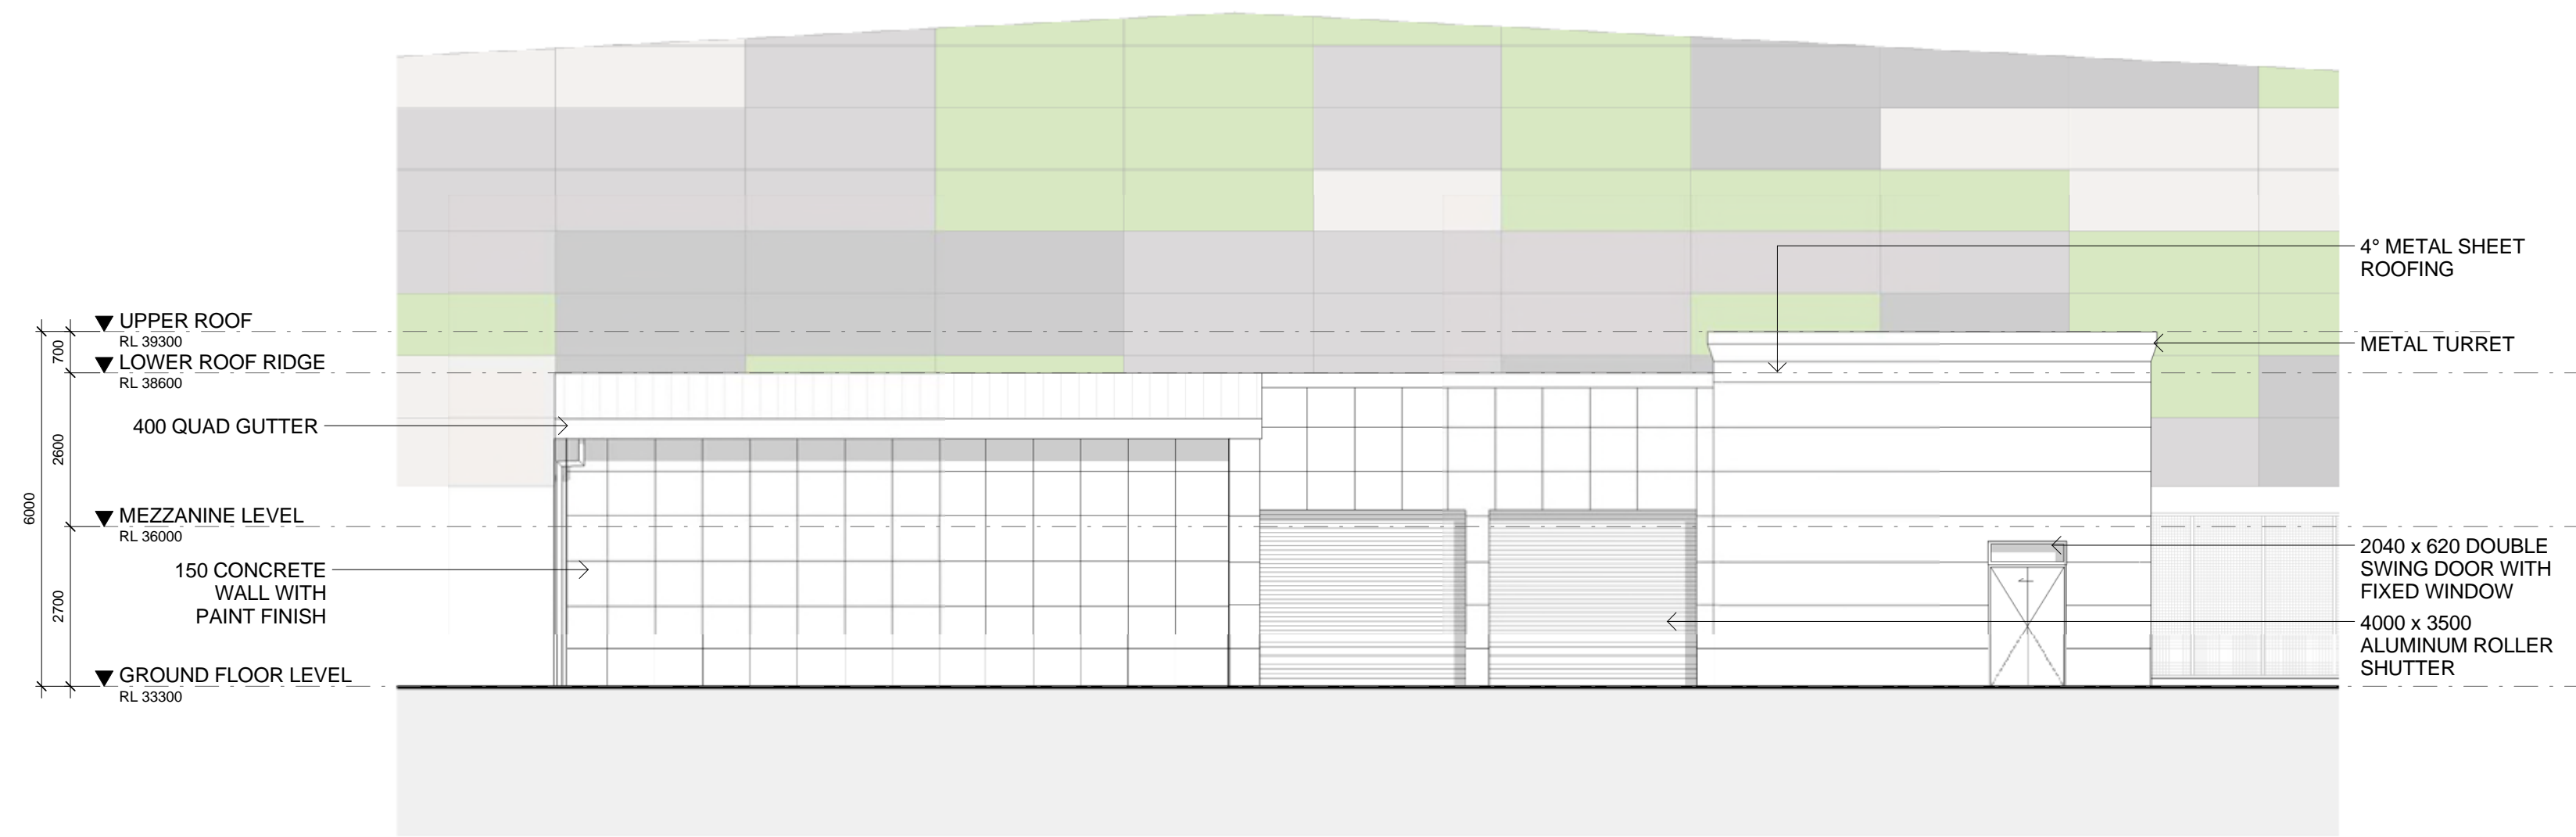 UPPER ROOF
RL 39300
LOWER ROOF RIDGE
RL 38600
400 QUAD GUTTER
MEZZANINE LEVEL
RL 36000
150 CONCRETE
WALL WITH
PAINT FINISH
GROUND FLOOR LEVEL
RL 33300
700
2600
6000
2700
4° METAL SHEET
ROOFING
METAL TURRET
2040 x 620 DOUBLE
SWING DOOR WITH
FIXED WINDOW
4000 x 3500
ALUMINUM ROLLER
SHUTTER